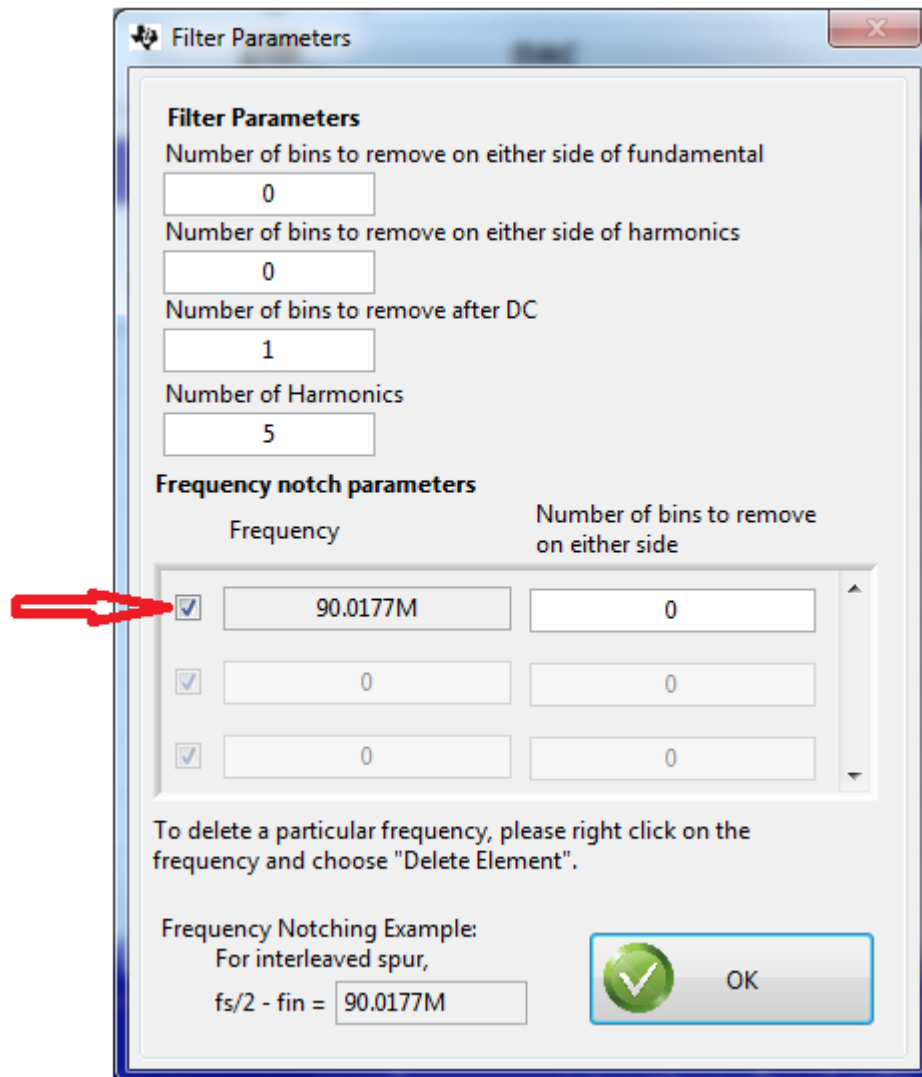 Filter Parameters
Filter Parameters
Number of bins to remove on either side of fundamental
0
Number of bins to remove on either side of harmonics
0
Number of bins to remove after DC
1
Number of Harmonics
5
Frequency notch parameters
Frequency
Number of bins to remove
on either side
90.0177M
0
0
0
0
0
To delete a particular frequency, please right click on the
frequency and choose "Delete Element".
Frequency Notching Example:
For interleaved spur,
fs/2 - fin = 90.0177M
OK